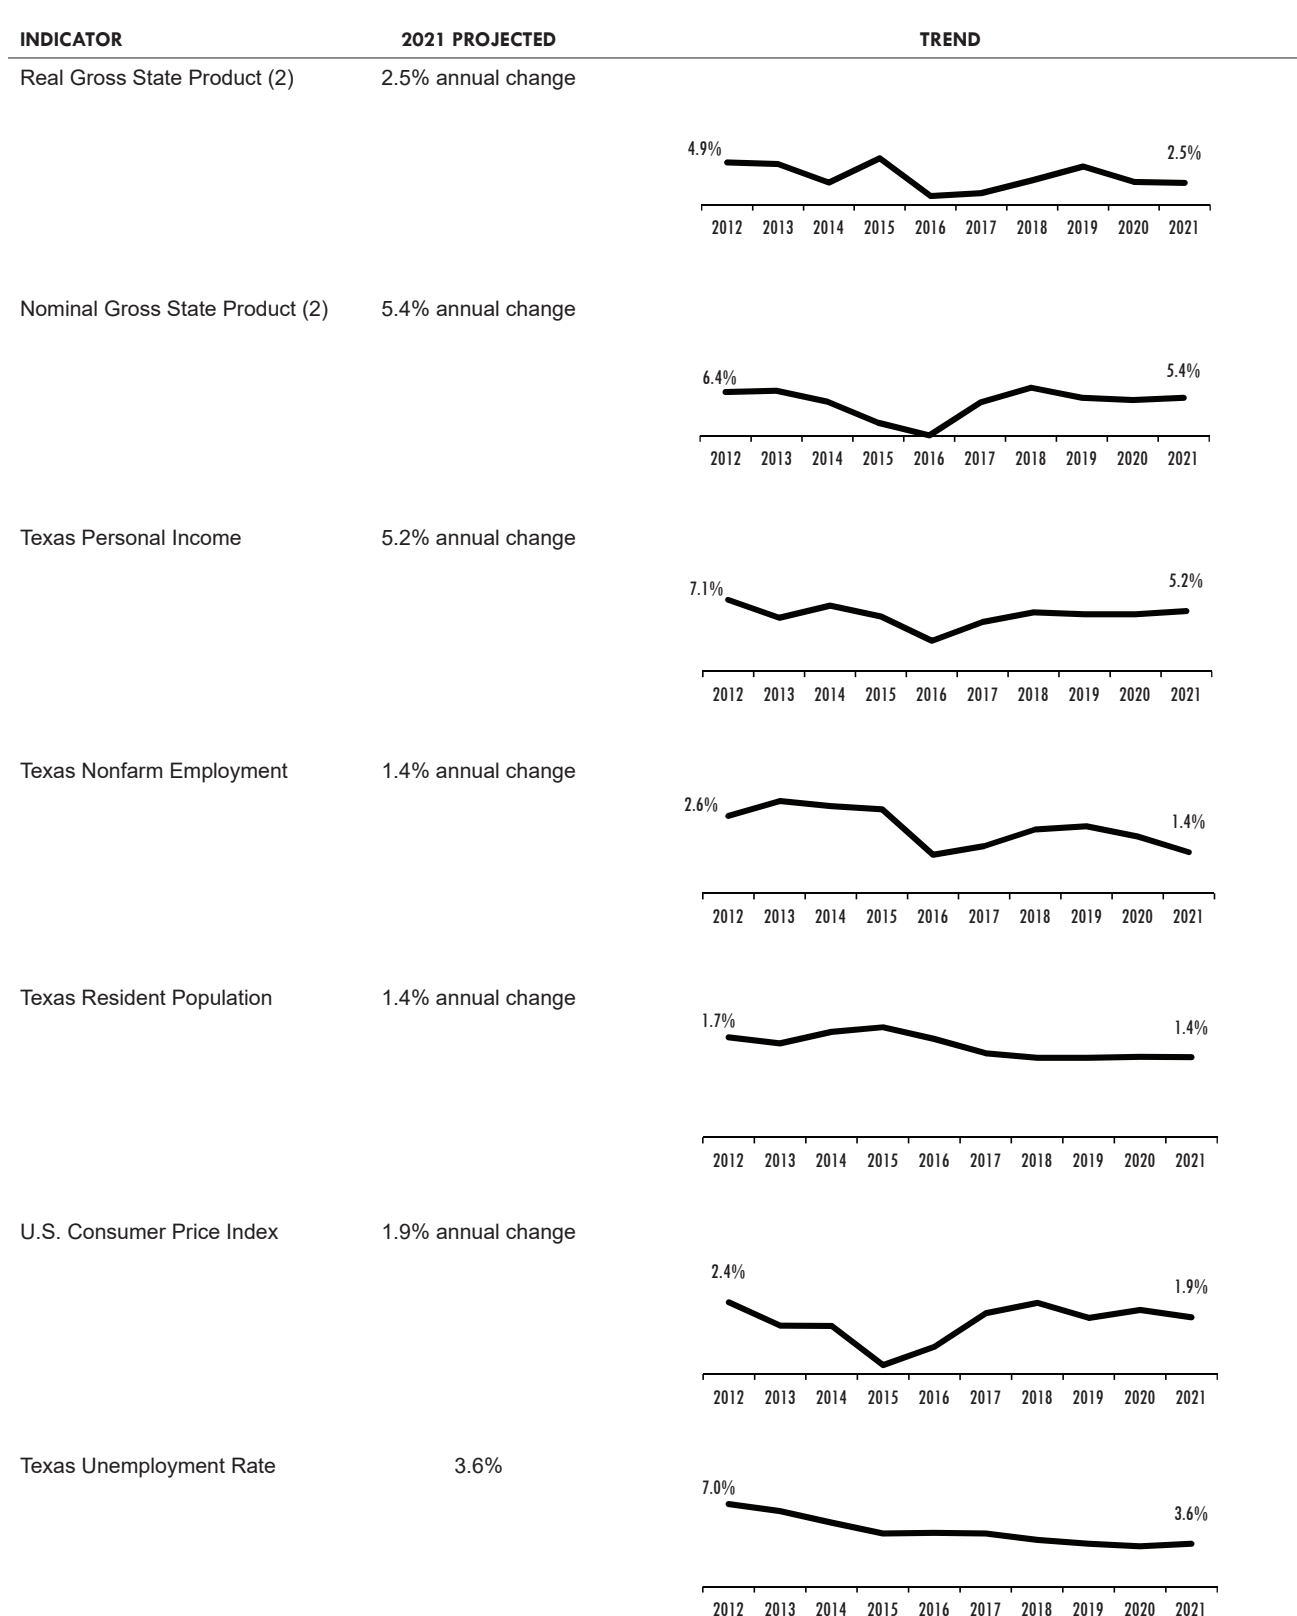 INDICATOR 2021 PROJECTED TREND
Real Gross State Product (2) 2.5% annual change
4.9% 2.5%
2012 2013 2014 2015 2016 2017 2018 2019 2020 2021
Nominal Gross State Product (2) 5.4% annual change
6.4% 5.4%
2012 2013 2014 2015 2016 2017 2018 2019 2020 2021
Texas Personal Income 5.2% annual change
7.1% 5.2%
2012 2013 2014 2015 2016 2017 2018 2019 2020 2021
Texas Nonfarm Employment 1.4% annual change
2.6% 1.4%
2012 2013 2014 2015 2016 2017 2018 2019 2020 2021
Texas Resident Population 1.4% annual change
1.7% 1.4%
2012 2013 2014 2015 2016 2017 2018 2019 2020 2021
U.S. Consumer Price Index 1.9% annual change
2.4% 1.9%
2012 2013 2014 2015 2016 2017 2018 2019 2020 2021
Texas Unemployment Rate 3.6%
7.0% 3.6%
2012 2013 2014 2015 2016 2017 2018 2019 2020 2021